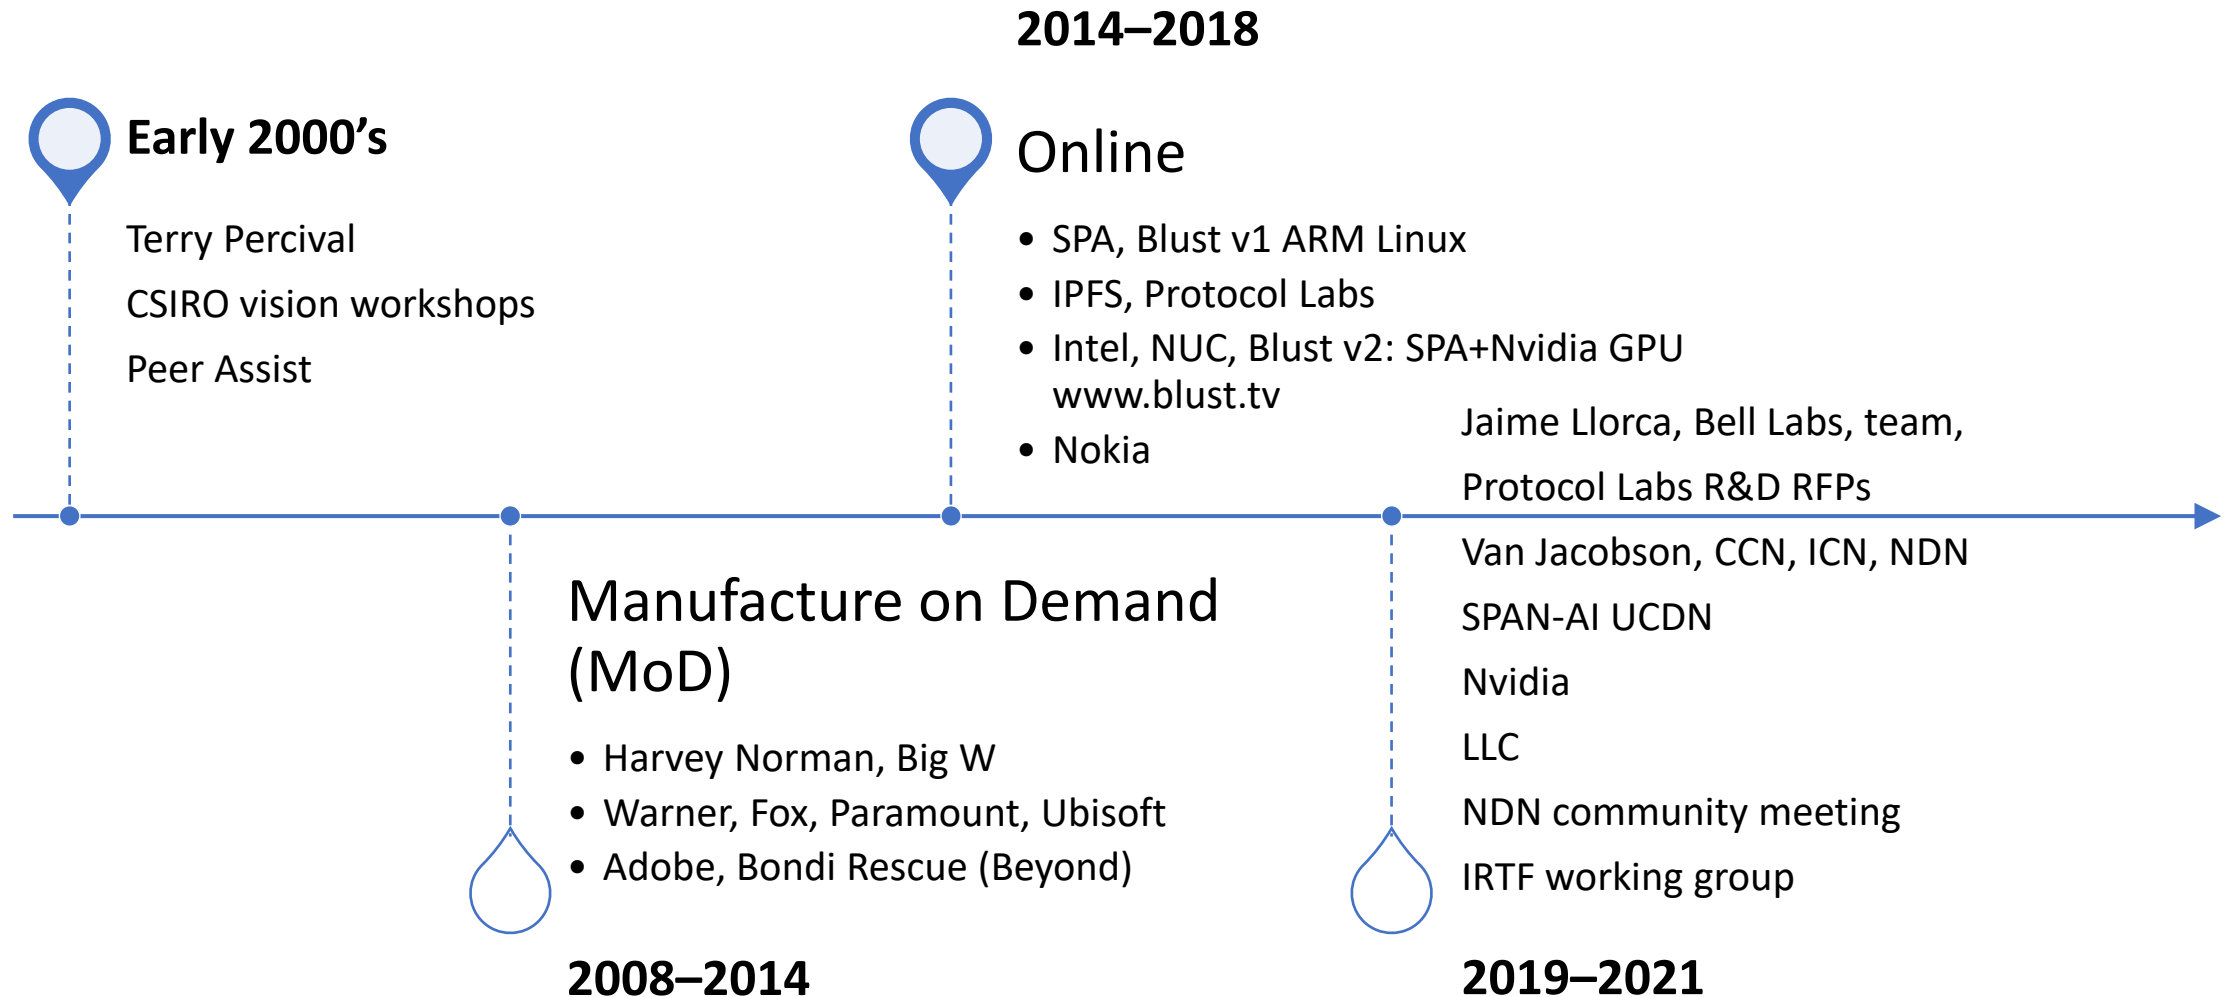 Early 2000’s
Terry Percival
CSIRO vision workshops
Peer Assist
Manufacture on Demand
(MoD)
• Harvey Norman, Big W
• Warner, Fox, Paramount, Ubisoft
• Adobe, Bondi Rescue (Beyond)
2008–2014
2014–2018
Online
• SPA, Blust v1 ARM Linux
• IPFS, Protocol Labs
• Intel, NUC, Blust v2: SPA+Nvidia GPU
www.blust.tv
• Nokia
Jaime Llorca, Bell Labs, team,
Protocol Labs R&D RFPs
Van Jacobson, CCN, ICN, NDN
SPAN-AI UCDN
Nvidia
LLC
NDN community meeting
IRTF working group
2019–2021